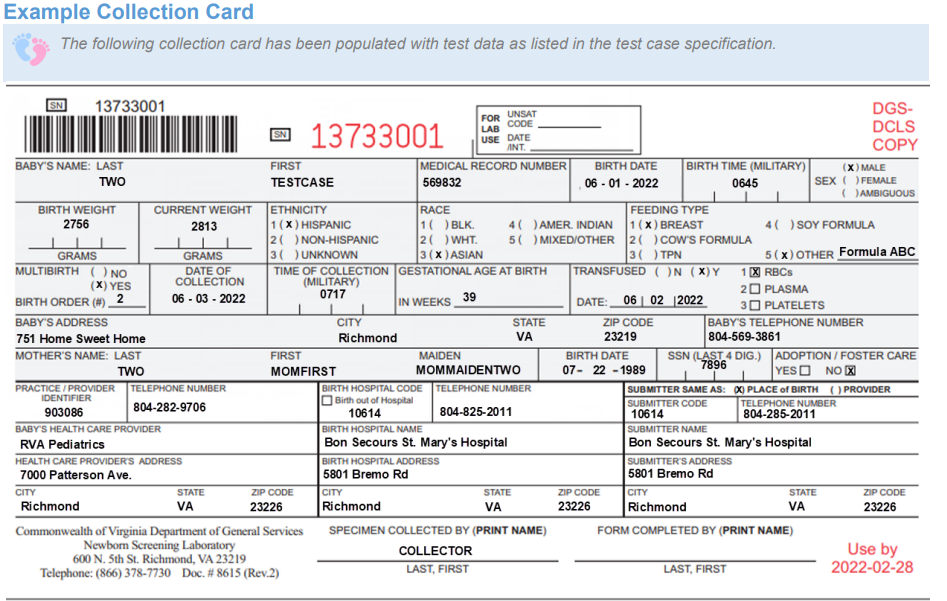 Example Collection Card
The following collection card has been populated with test data as listed in the test case specification.
SN 13733001
SN 13733001
FOR LAB USE
UNSAT CODE
DATE /INT.
DGS-
DCLS
COPY
BABY'S NAME: LAST FIRST MEDICAL RECORD NUMBER BIRTH DATE BIRTH TIME (MILITARY) SEX (x) MALE
( ) FEMALE
( ) AMBIGUOUS
TWO TESTCASE 569832 06 - 01 - 2022 0645
BIRTH WEIGHT CURRENT WEIGHT ETHNICITY RACE FEEDING TYPE
2756 2813 1 (x) HISPANIC 1 ( ) BLK. 4 ( ) AMER. INDIAN 1 (x) BREAST 4 ( ) SOY FORMULA
2 ( ) NON-HISPANIC 2 ( ) WHT. 5 ( ) MIXED/OTHER 2 ( ) COW'S FORMULA
GRAMS GRAMS 3 ( ) UNKNOWN 3 (x) ASIAN 3 ( ) TPN 5 (x) OTHER Formula ABC
MULTIBIRTH ( ) NO
(x) YES
BIRTH ORDER (#) 2
DATE OF COLLECTION
06 - 03 - 2022
TIME OF COLLECTION (MILITARY)
0717
GESTATIONAL AGE AT BIRTH
IN WEEKS 39
TRANSFUSED ( ) N (x) Y 1 ☒ RBCs
2 ☐ PLASMA
DATE: 06 | 02 | 2022 3 ☐ PLATELETS
BABY'S ADDRESS CITY STATE ZIP CODE BABY'S TELEPHONE NUMBER
751 Home Sweet Home Richmond VA 23219 804-569-3861
MOTHER'S NAME: LAST FIRST MAIDEN BIRTH DATE SSN (LAST 4 DIG.) ADOPTION / FOSTER CARE
TWO MOMFIRST MOMMAIDENTWO 07- 22 -1989 7896 YES ☐ NO ☒
PRACTICE / PROVIDER IDENTIFIER
903086
TELEPHONE NUMBER
804-282-9706
BIRTH HOSPITAL CODE
☐ Birth out of Hospital
10614
TELEPHONE NUMBER
804-825-2011
SUBMITTER SAME AS: (x) PLACE of BIRTH ( ) PROVIDER
SUBMITTER CODE TELEPHONE NUMBER
10614 804-285-2011
BABY'S HEALTH CARE PROVIDER BIRTH HOSPITAL NAME SUBMITTER NAME
RVA Pediatrics Bon Secours St. Mary's Hospital Bon Secours St. Mary's Hospital
HEALTH CARE PROVIDER'S ADDRESS BIRTH HOSPITAL ADDRESS SUBMITTER'S ADDRESS
7000 Patterson Ave. 5801 Bremo Rd 5801 Bremo Rd
CITY STATE ZIP CODE CITY STATE ZIP CODE CITY STATE ZIP CODE
Richmond VA 23226 Richmond VA 23226 Richmond VA 23226
Commonwealth of Virginia Department of General Services
Newborn Screening Laboratory
600 N. 5th St. Richmond, VA 23219
Telephone: (866) 378-7730 Doc. # 8615 (Rev.2)
SPECIMEN COLLECTED BY (PRINT NAME)
COLLECTOR
LAST, FIRST
FORM COMPLETED BY (PRINT NAME)
LAST, FIRST
Use by
2022-02-28